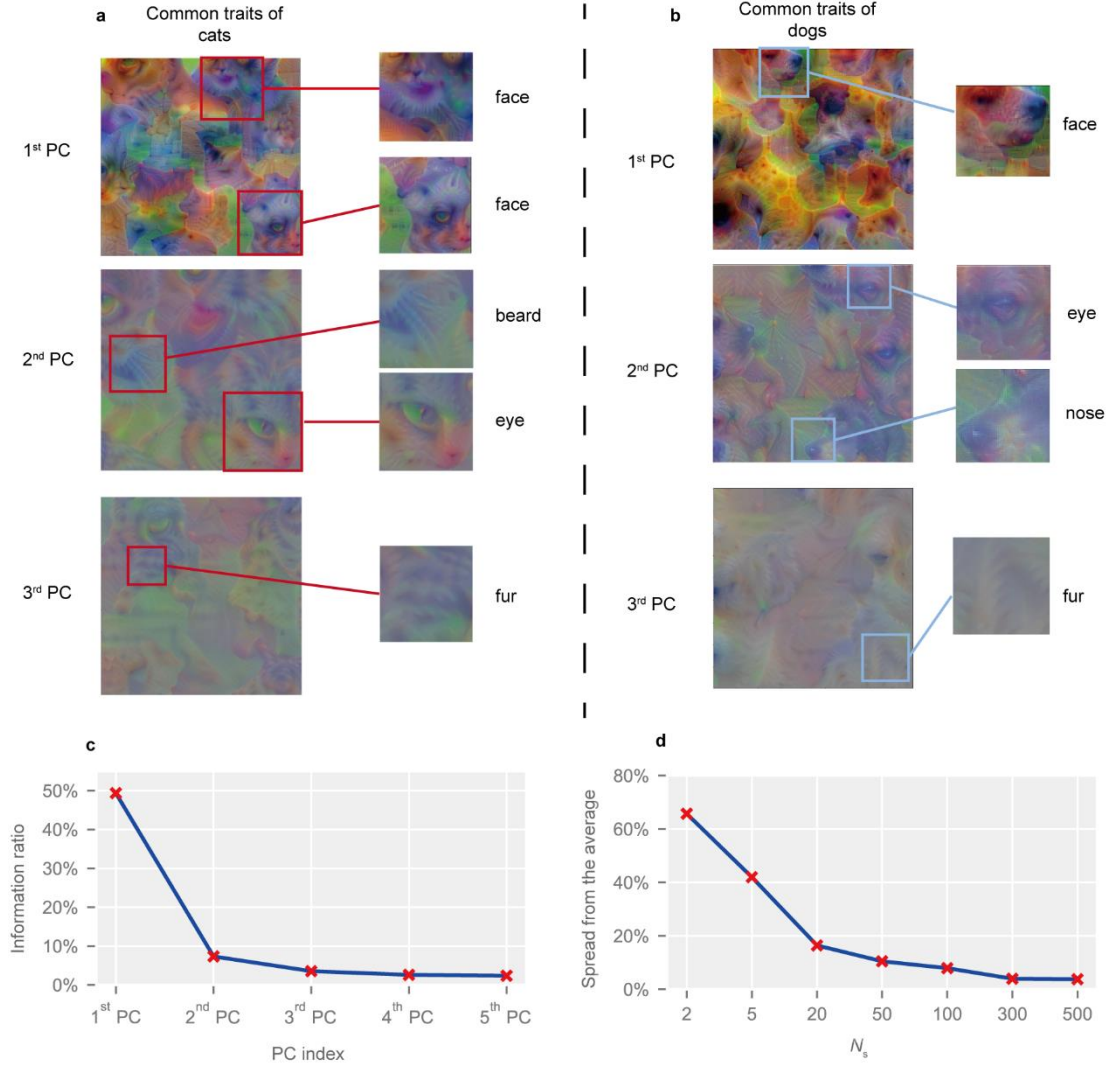 a
Common traits of
cats
1st PC
face
face
2nd PC
beard
eye
3rd PC
fur
b
Common traits of
dogs
1st PC
face
2nd PC
eye
nose
3rd PC
fur
c
Information ratio
50%
40%
30%
20%
10%
0%
1st PC 2nd PC 3rd PC 4th PC 5th PC
PC index
d
Spread from the average
80%
60%
40%
20%
0%
2 5 20 50 100 300 500
Ns